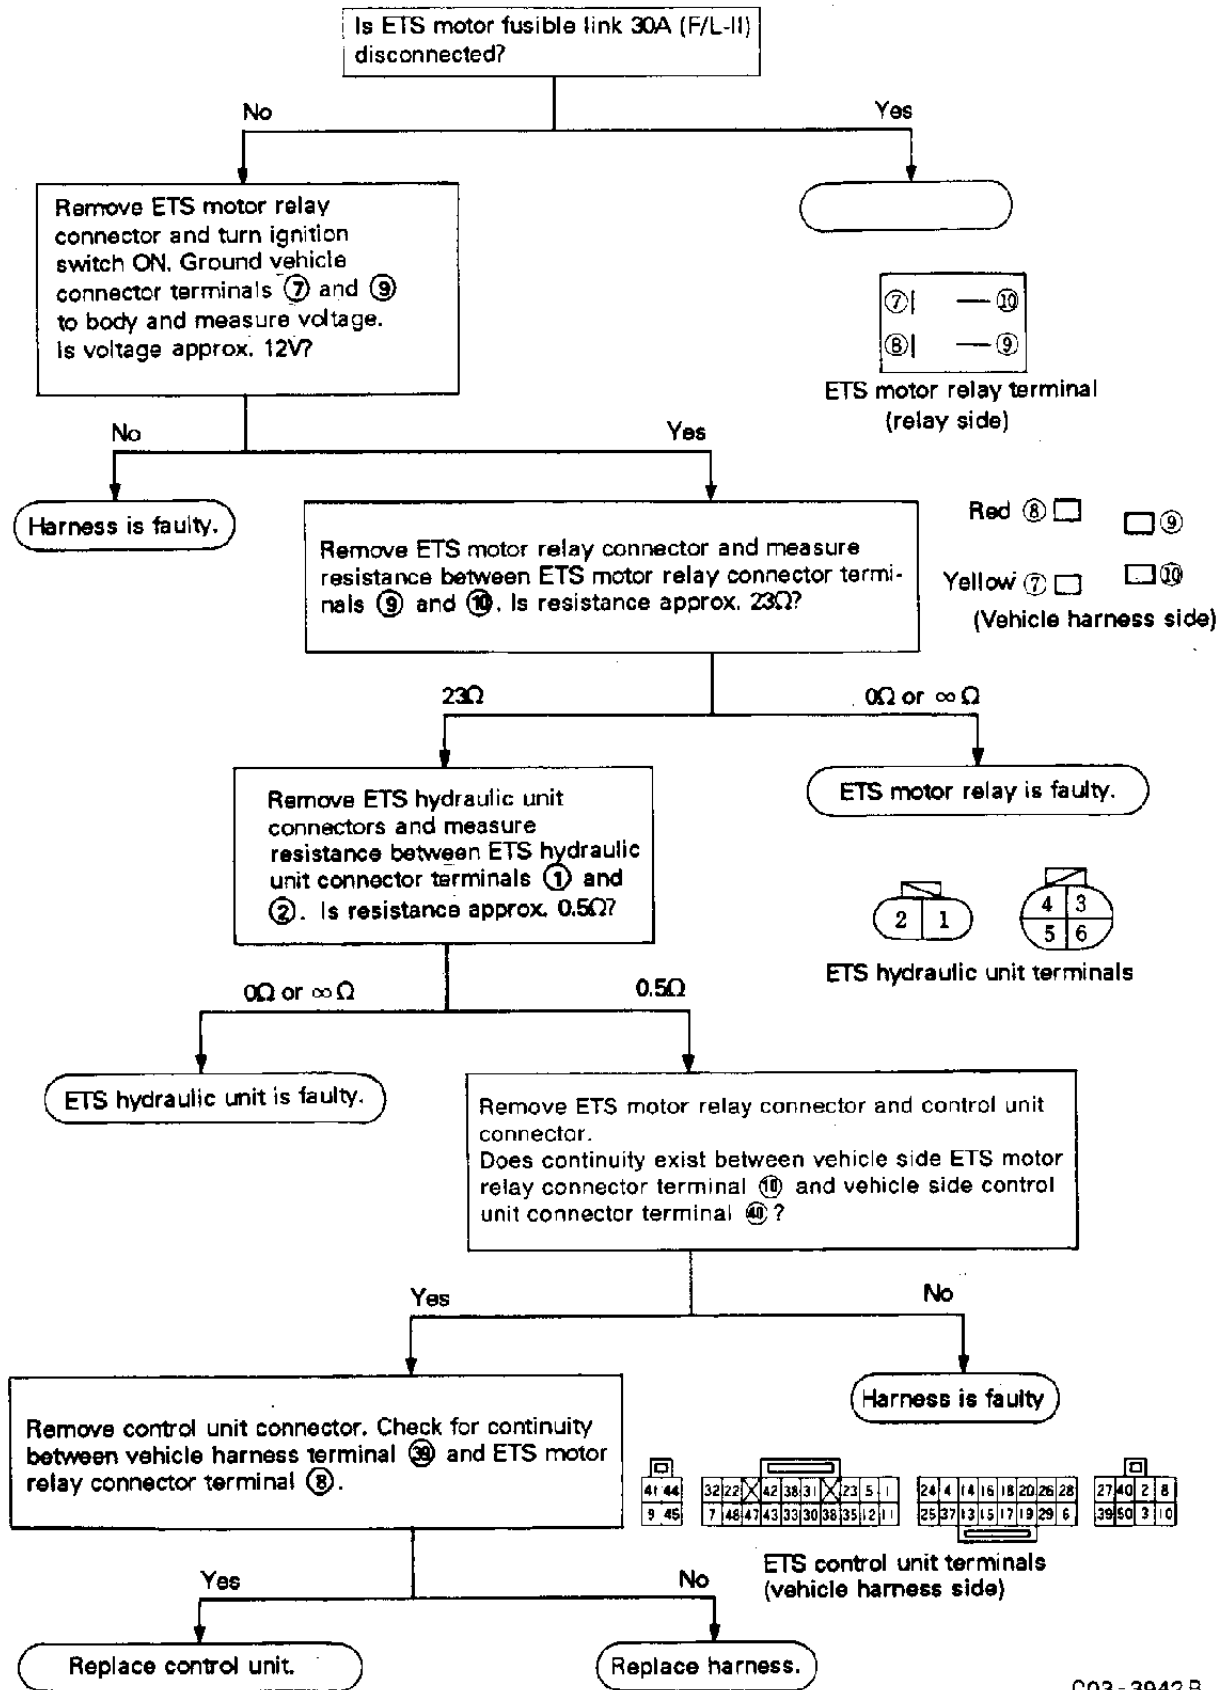 Is ETS motor fusible link 30A (F/L-II)
disconnected?
No
Yes
Remove ETS motor relay
connector and turn ignition
switch ON. Ground vehicle
connector terminals ⑦ and ⑨
to body and measure voltage.
Is voltage approx. 12V?
⑦ ⑩
⑧ ⑨
ETS motor relay terminal
(relay side)
No
Yes
Harness is faulty.
Remove ETS motor relay connector and measure
resistance between ETS motor relay connector termi-
nals ⑨ and ⑩. Is resistance approx. 23Ω?
Red ⑧ ⑨
Yellow ⑦ ⑩
(Vehicle harness side)
23Ω
0Ω or ∞ Ω
Remove ETS hydraulic unit
connectors and measure
resistance between ETS hydraulic
unit connector terminals ① and
②. Is resistance approx. 0.5Ω?
ETS motor relay is faulty.
2 1
4 3
5 6
ETS hydraulic unit terminals
0Ω or ∞ Ω
0.5Ω
ETS hydraulic unit is faulty.
Remove ETS motor relay connector and control unit
connector.
Does continuity exist between vehicle side ETS motor
relay connector terminal ⑩ and vehicle side control
unit connector terminal ㊵ ?
Yes
No
Harness is faulty
Remove control unit connector. Check for continuity
between vehicle harness terminal ㊴ and ETS motor
relay connector terminal ⑧.
41 44
9 45
32 22 42 38 31 23 5 1
7 48 47 43 33 30 38 35 12 11
24 4 14 16 18 20 26 28
25 37 13 15 17 19 29 6
27 40 2 8
39 50 3 10
ETS control unit terminals
(vehicle harness side)
Yes
No
Replace control unit.
Replace harness.
C03-3942B